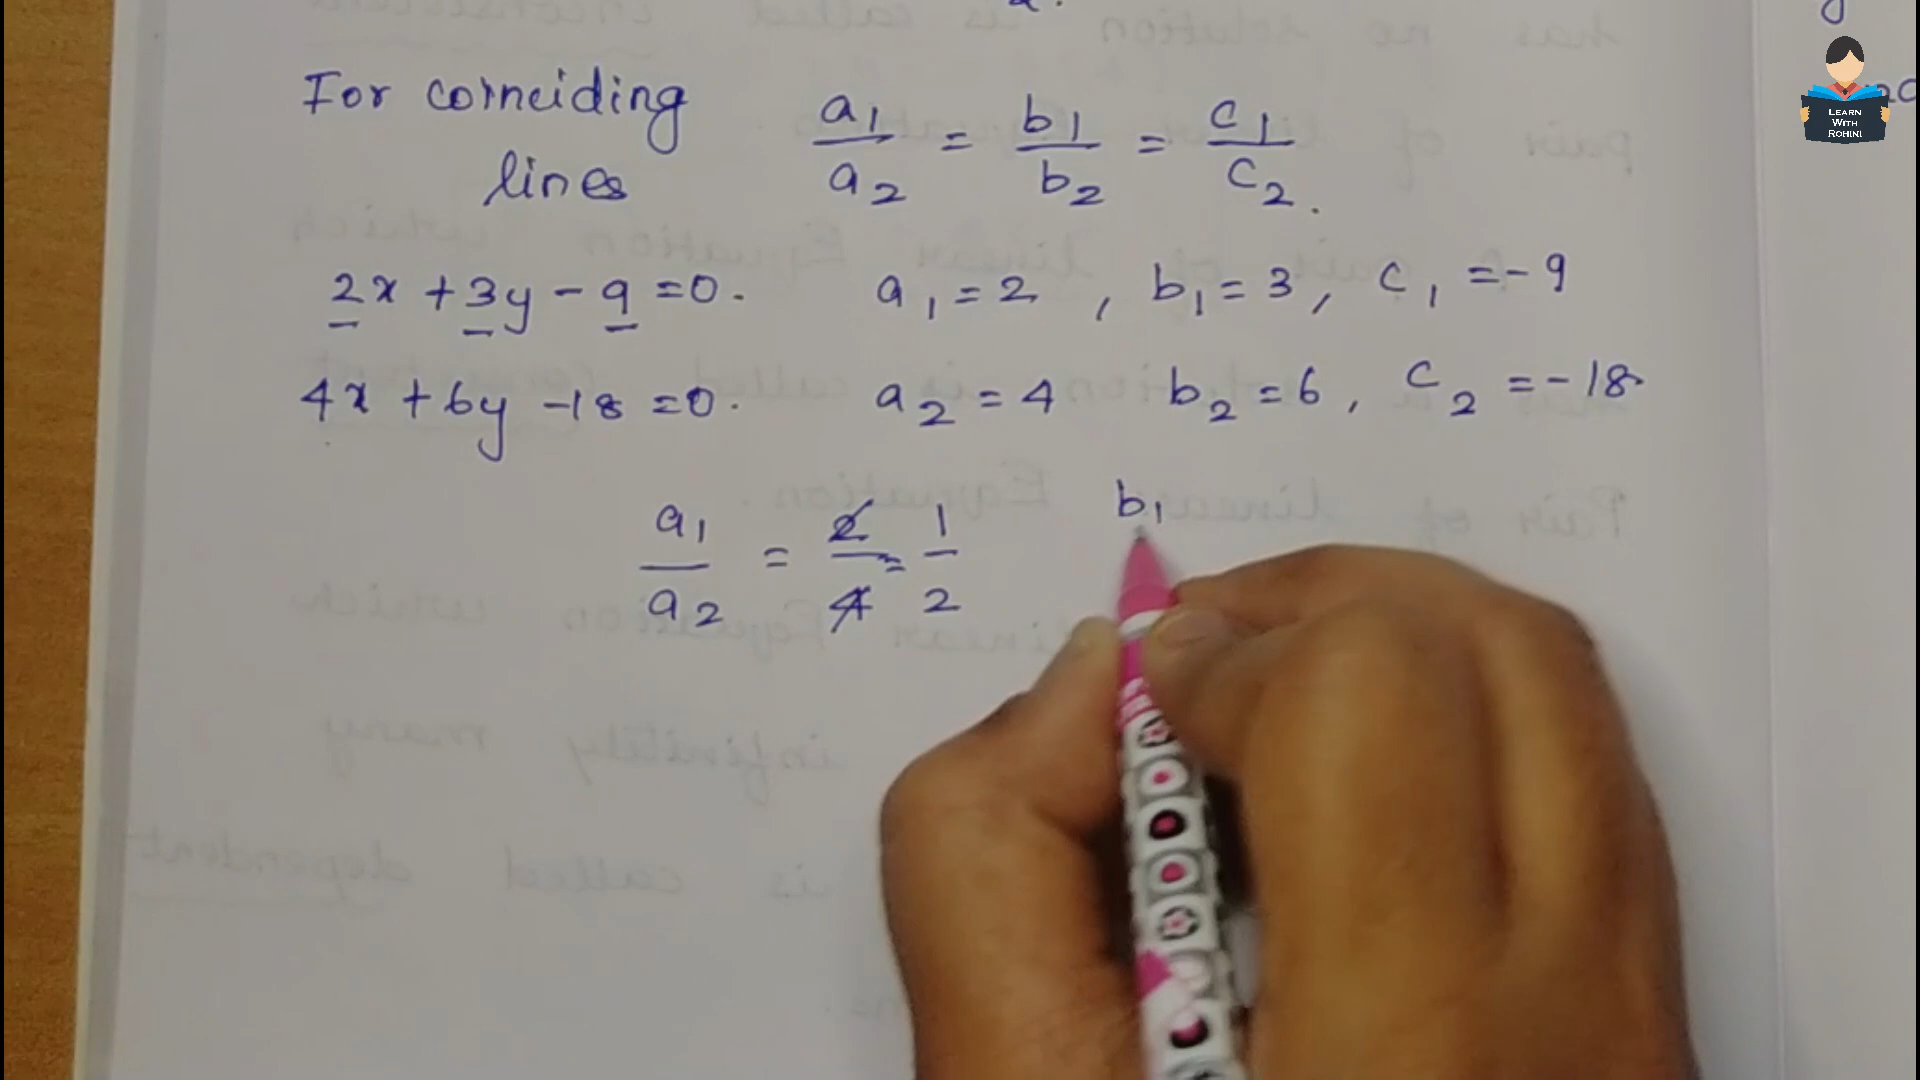 For coinciding a1/a2 = b1/b2 = c1/c2.
lines
2x + 3y - 9 = 0. a1 = 2 , b1 = 3 , c1 = -9
4x + 6y - 18 = 0. a2 = 4 b2 = 6 , c2 = -18
a1/a2 = 2/4 = 1/2 b1
LEARN
WITH
ROHINI